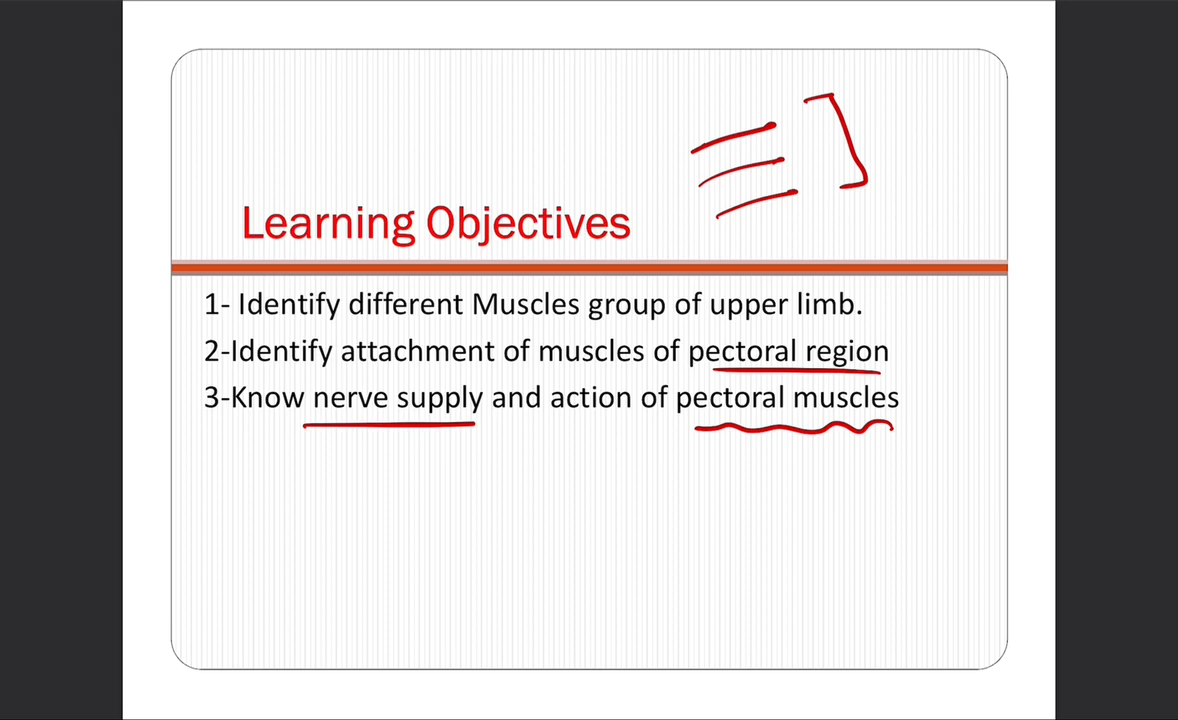 Learning Objectives
1- Identify different Muscles group of upper limb.
2-Identify attachment of muscles of pectoral region
3-Know nerve supply and action of pectoral muscles